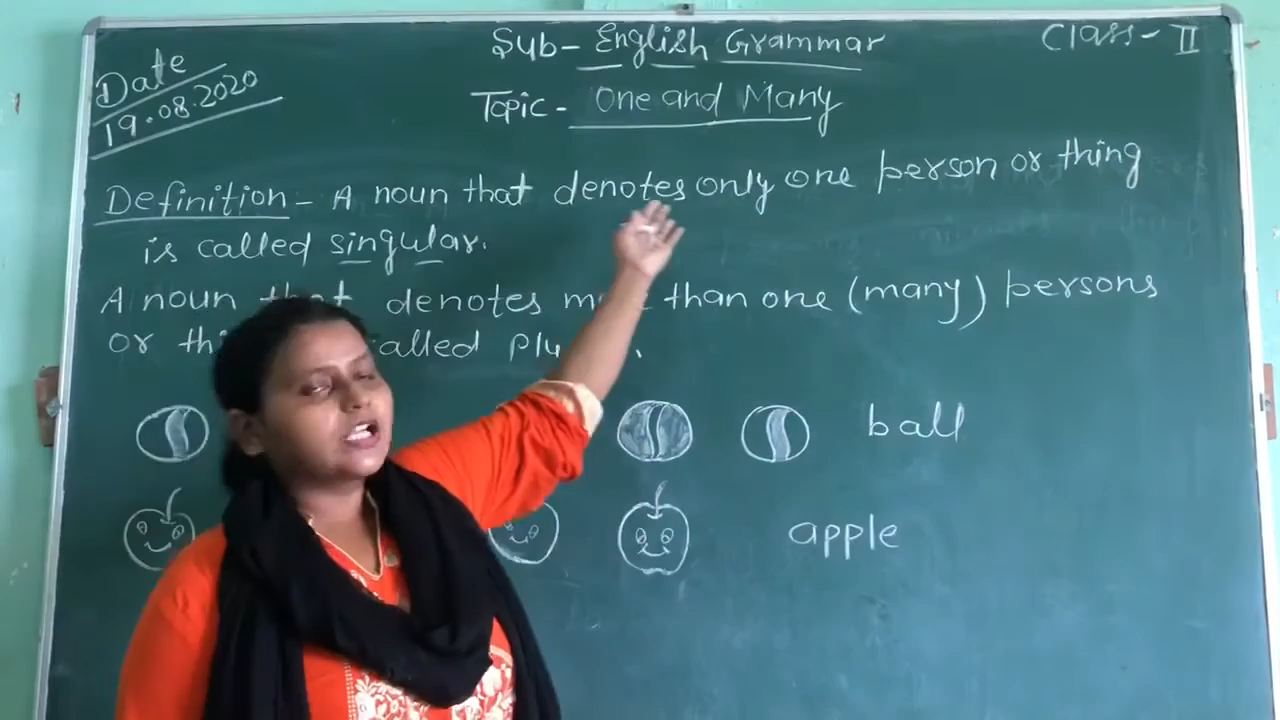 Date
19.08.2020
Sub- English Grammar
Class- II
Topic- One and Many
Definition - A noun that denotes only one person or thing
is called singular.
A noun that denotes than one (many) persons
or
ball
apple